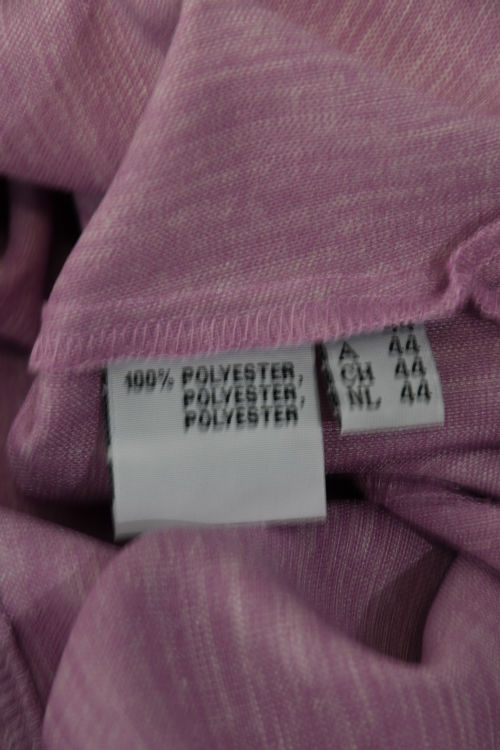 100% POLYESTER,
POLYESTER,
POLYESTER
A 44
CH 44
NL 44